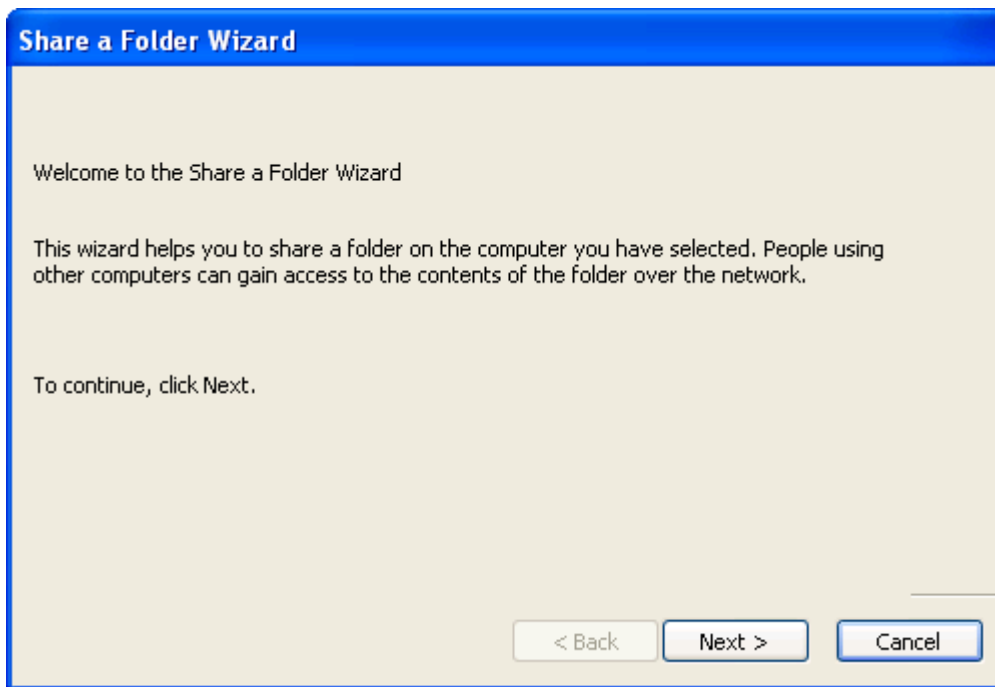 Share a Folder Wizard
Welcome to the Share a Folder Wizard
This wizard helps you to share a folder on the computer you have selected. People using
other computers can gain access to the contents of the folder over the network.
To continue, click Next.
< Back
Next >
Cancel